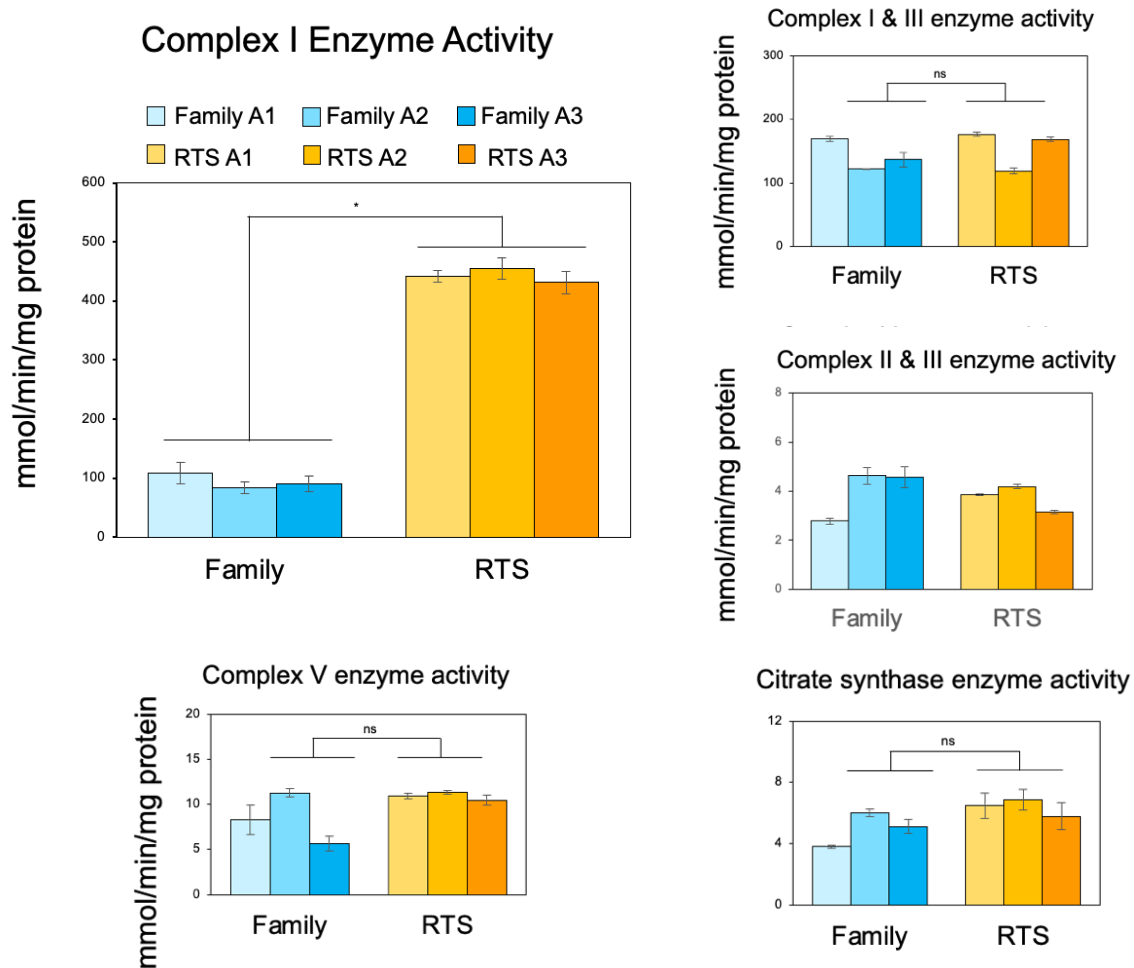 Complex I Enzyme Activity
Family A1 Family A2 Family A3
RTS A1 RTS A2 RTS A3
mmol/min/mg protein
600
500
400
300
200
100
0
*
Family RTS
Complex I & III enzyme activity
mmol/min/mg protein
300
200
100
0
ns
Family RTS
Complex II & III enzyme activity
mmol/min/mg protein
8
6
4
2
0
Family RTS
Complex V enzyme activity
mmol/min/mg protein
20
15
10
5
0
ns
Family RTS
Citrate synthase enzyme activity
12
8
4
0
ns
Family RTS